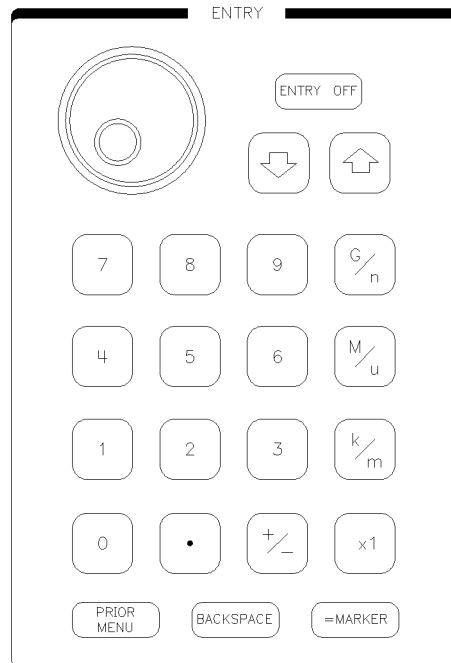 ENTRY
ENTRY OFF
7 8 9 G/n
4 5 6 M/u
1 2 3 k/m
0 . +/- x1
PRIOR
MENU
BACKSPACE
=MARKER